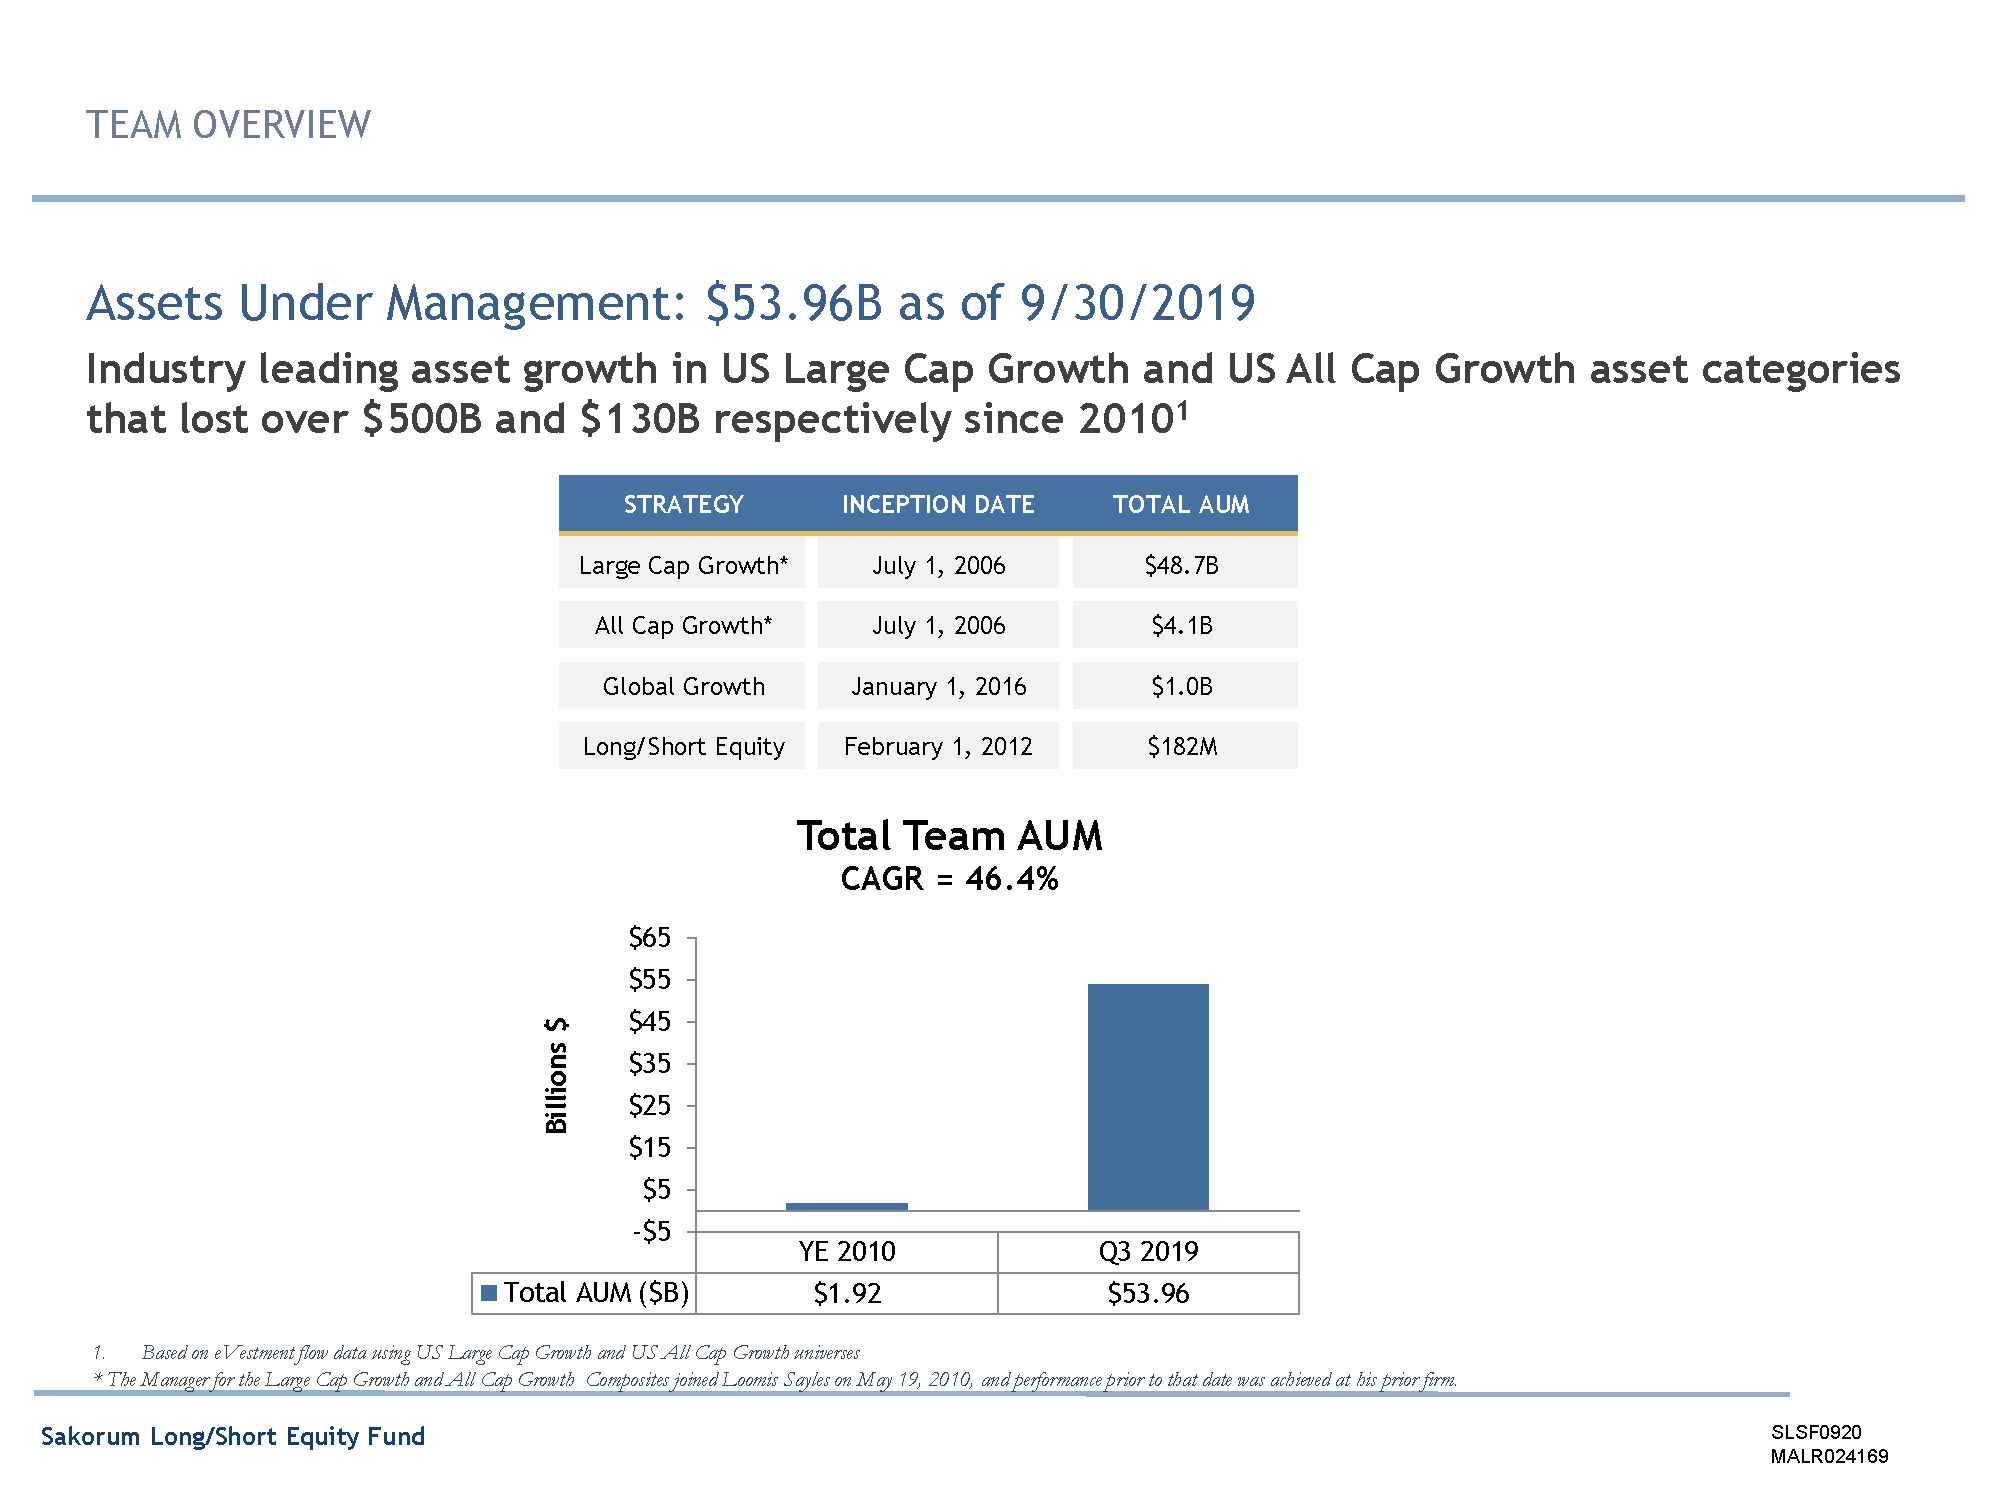 TEAM OVERVIEW
Assets Under Management: $53.96B as of 9/30/2019
Industry leading asset growth in US Large Cap Growth and US All Cap Growth asset categories
that lost over $500B and $130B respectively since 2010¹
STRATEGY INCEPTION DATE TOTAL AUM
Large Cap Growth* July 1, 2006 $48.7B
All Cap Growth* July 1, 2006 $4.1B
Global Growth January 1, 2016 $1.0B
Long/Short Equity February 1, 2012 $182M
Total Team AUM
CAGR = 46.4%
Billions $
$65
$55
$45
$35
$25
$15
$5
-$5
YE 2010 Q3 2019
Total AUM ($B) $1.92 $53.96
1. Based on eVestment flow data using US Large Cap Growth and US All Cap Growth universes
* The Manager for the Large Cap Growth and All Cap Growth Composites joined Loomis Sayles on May 19, 2010, and performance prior to that date was achieved at his prior firm.
Sakorum Long/Short Equity Fund
SLSF0920
MALR024169